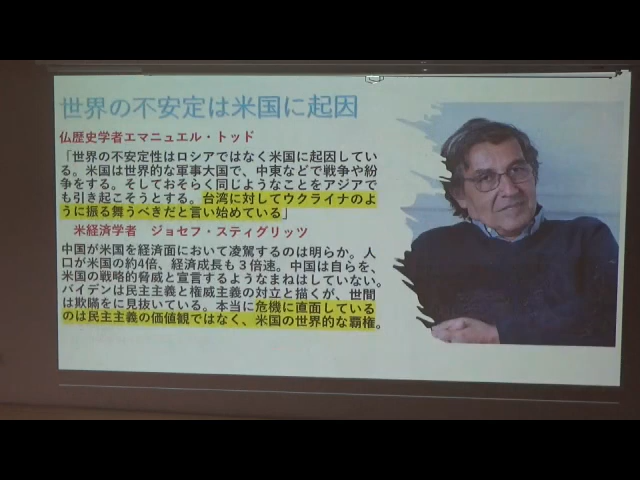 世界の不安定は米国に起因
仏歴史学者エマニュエル・トッド
「世界の不安定性はロシアではなく米国に起因してい
る。米国は世界的な軍事大国で、中東などで戦争や紛
争をする。そしておそらく同じようなことをアジアで
も引き起こそうとする。台湾に対してウクライナのよ
うに振る舞うべきだと言い始めている」
米経済学者 ジョセフ・スティグリッツ
中国が米国を経済面において凌駕するのは明らか。人
口が米国の約4倍、経済成長も３倍速。中国は自らを、
米国の戦略的脅威と宣言するようなまねはしていない。
バイデンは民主主義と権威主義の対立と描くが、世間
は欺瞞をに見抜いている。本当に危機に直面している
のは民主主義の価値観ではなく、米国の世界的な覇権。